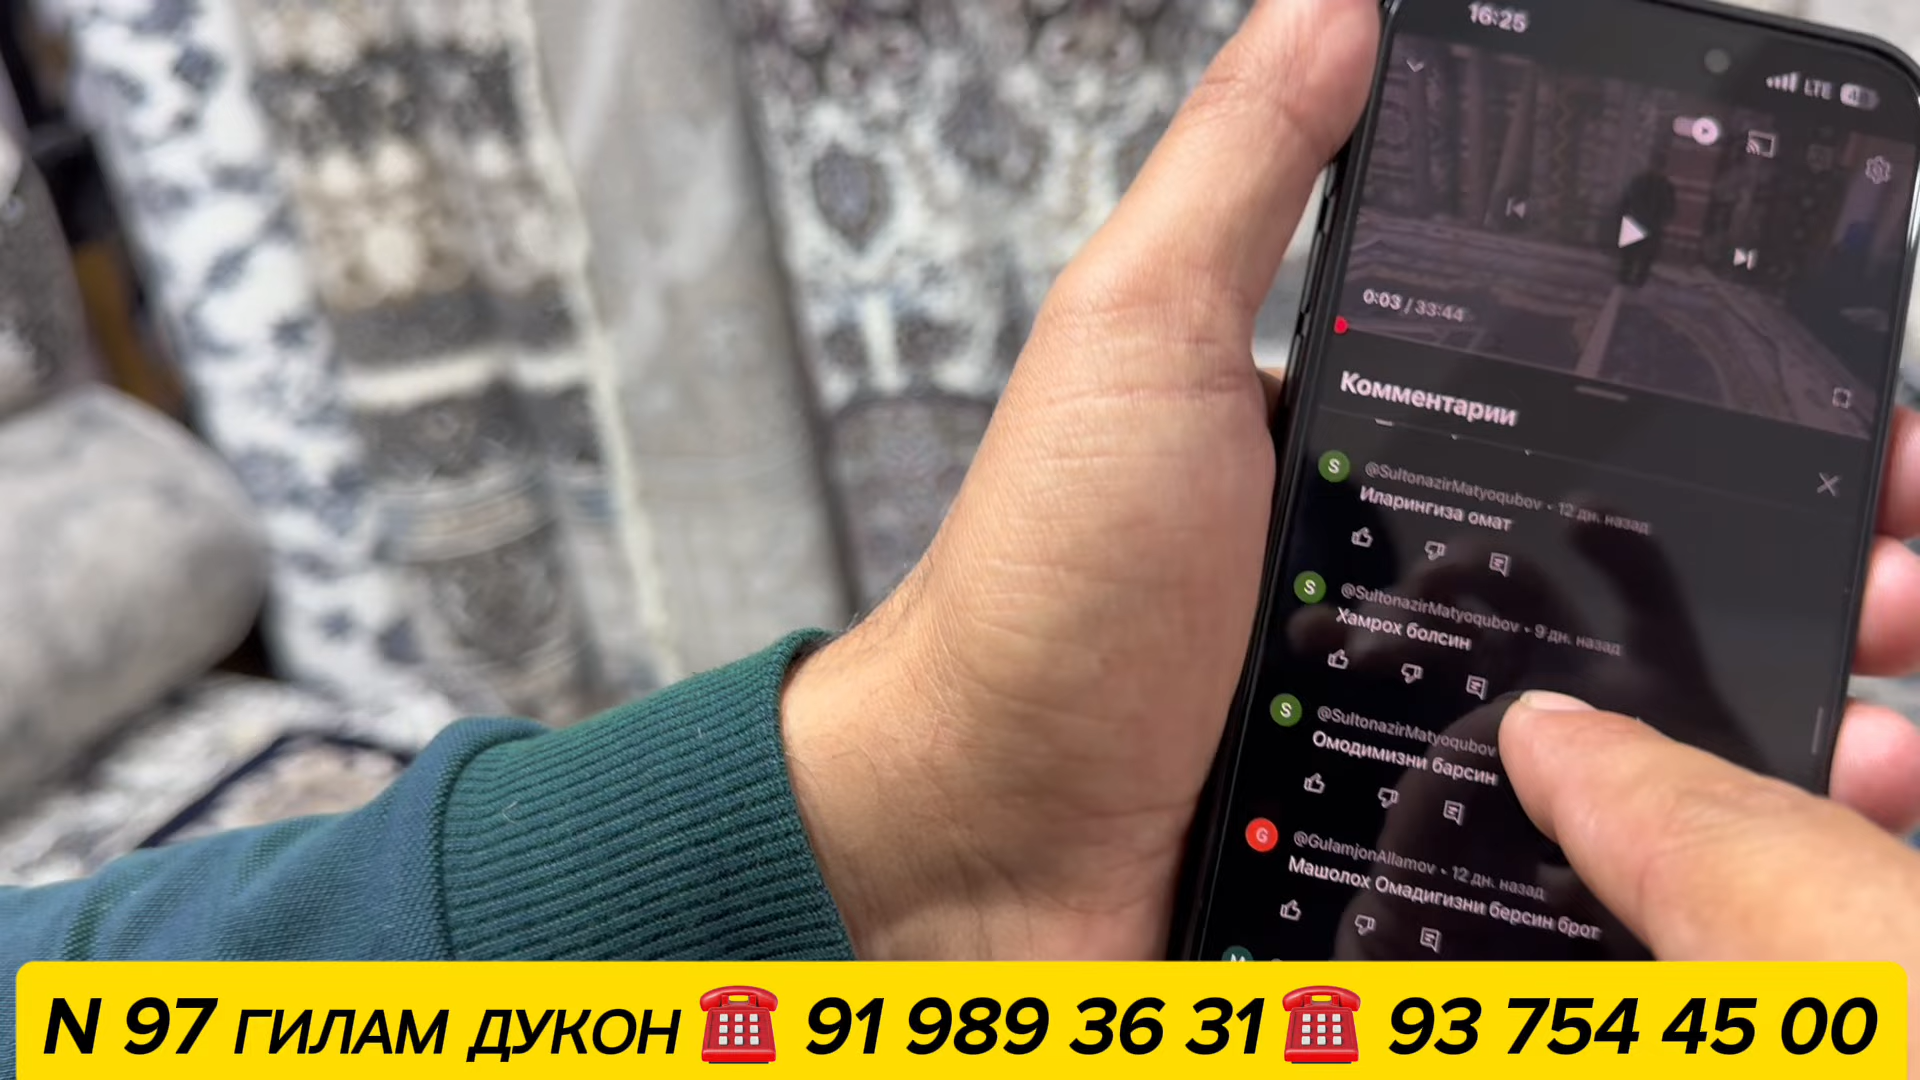 16:25
LTE
0:03 / 33:44
Комментарии
S @SultonazirMatyoqubov • 12 дн. назад
Иларингиза омат
S @SultonazirMatyoqubov • 9 дн. назад
Хамрох болсин
S @SultonazirMatyoqubov
Омодимизни барсин
G @GulamjonAllamov • 12 дн. назад
Машолох Омадигизни берсин брот
N 97 ГИЛАМ ДУКОН ☎️ 91 989 36 31 ☎️ 93 754 45 00